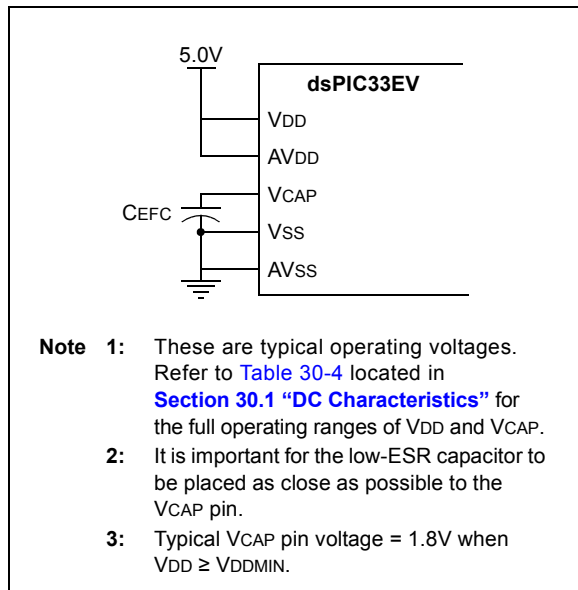 5.0V
dsPIC33EV
VDD
AVDD
VCAP
CEFC
VSS
AVSS
Note 1: These are typical operating voltages.
Refer to Table 30-4 located in
Section 30.1 “DC Characteristics” for
the full operating ranges of VDD and VCAP.
2: It is important for the low-ESR capacitor to
be placed as close as possible to the
VCAP pin.
3: Typical VCAP pin voltage = 1.8V when
VDD ≥ VDDMIN.